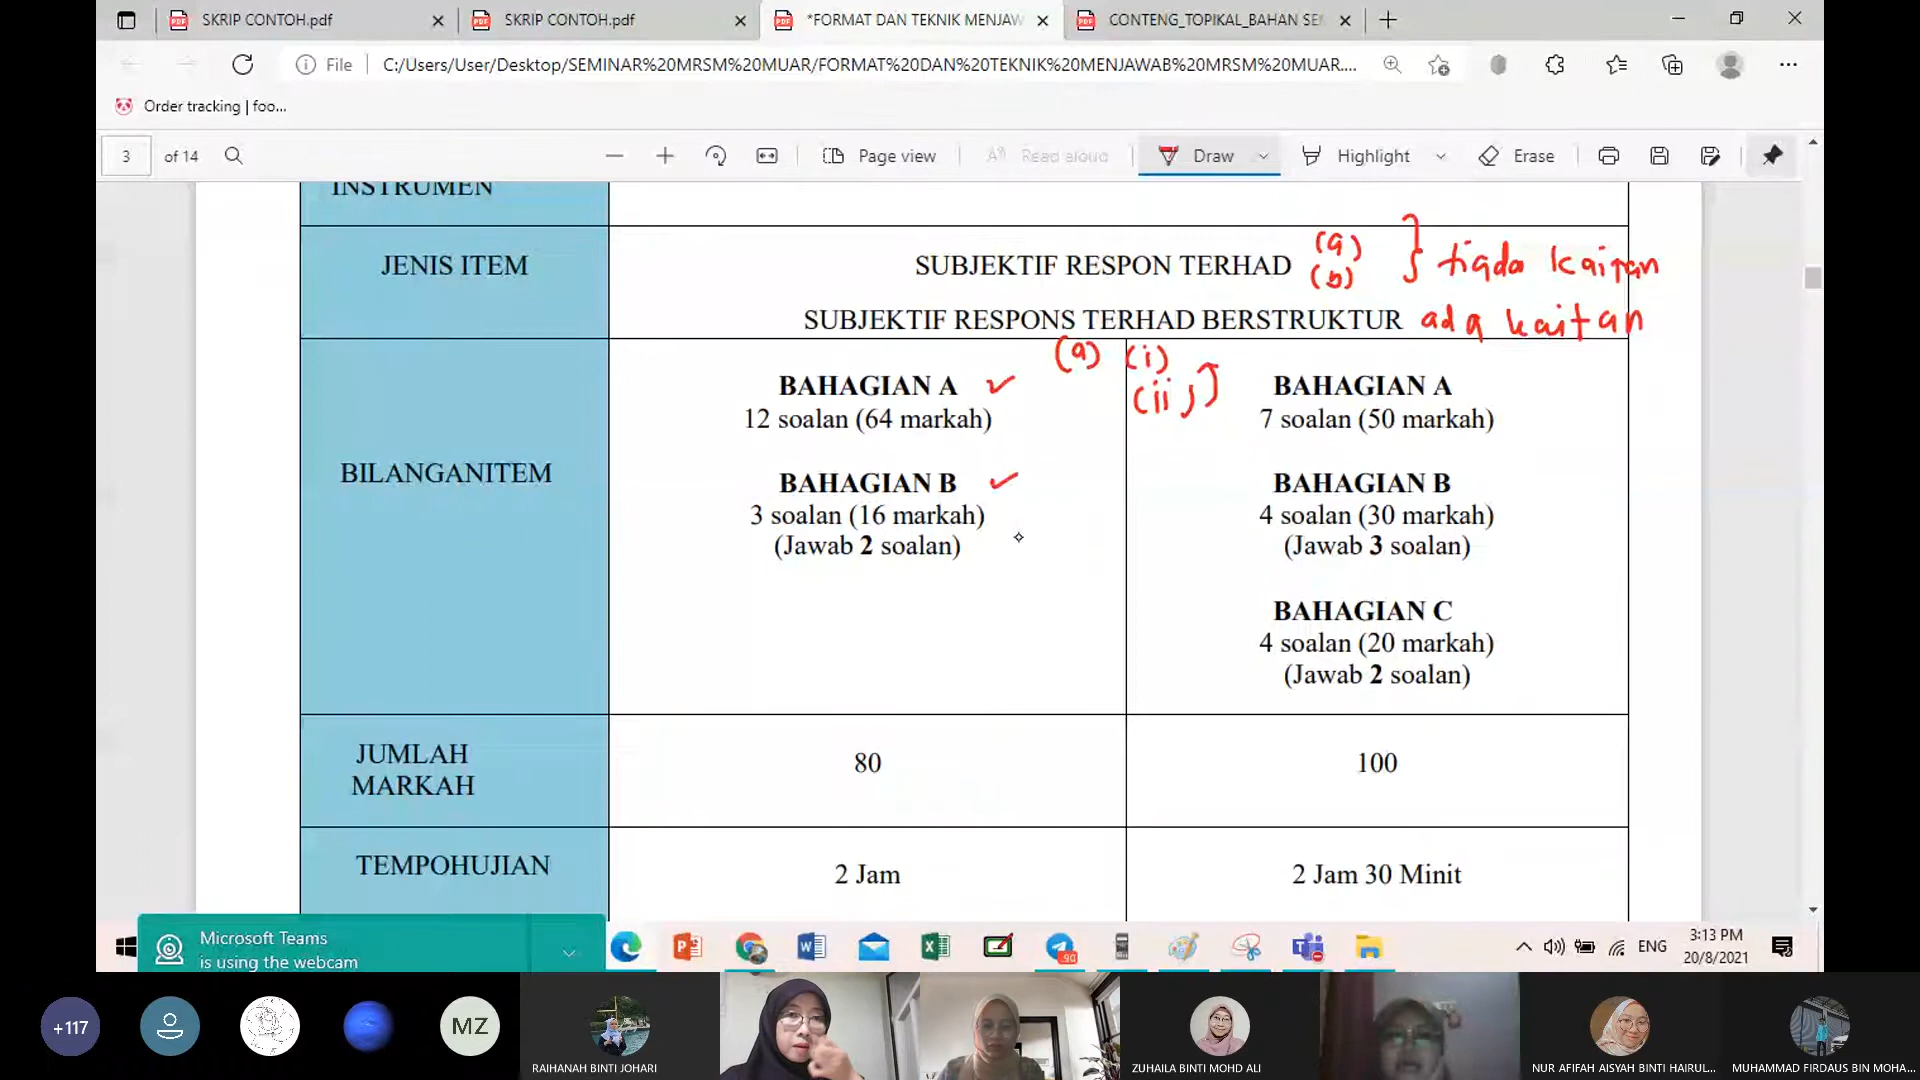 SKRIP CONTOH.pdf
SKRIP CONTOH.pdf
*FORMAT DAN TEKNIK MENJAW
CONTENG_TOPIKAL_BAHAN SE
File
C:/Users/User/Desktop/SEMINAR%20MRSM%20MUAR/FORMAT%20DAN%20TEKNIK%20MENJAWAB%20MRSM%20MUAR....
Order tracking | foo...
3 of 14
Page view
Read aloud
Draw
Highlight
Erase
INSTRUMEN
JENIS ITEM
SUBJEKTIF RESPON TERHAD
(a)
(b)
} tiada kaitan
SUBJEKTIF RESPONS TERHAD BERSTRUKTUR ada kaitan
(a) (i)
(ii)
BILANGANITEM
BAHAGIAN A
12 soalan (64 markah)
BAHAGIAN B
3 soalan (16 markah)
(Jawab 2 soalan)
BAHAGIAN A
7 soalan (50 markah)
BAHAGIAN B
4 soalan (30 markah)
(Jawab 3 soalan)
BAHAGIAN C
4 soalan (20 markah)
(Jawab 2 soalan)
JUMLAH
MARKAH
80
100
TEMPOHUJIAN
2 Jam
2 Jam 30 Minit
Microsoft Teams
is using the webcam
90
ENG
3:13 PM
20/8/2021
+117
MZ
RAIHANAH BINTI JOHARI
ZUHAILA BINTI MOHD ALI
NUR AFIFAH AISYAH BINTI HAIRUL...
MUHAMMAD FIRDAUS BIN MOHA...